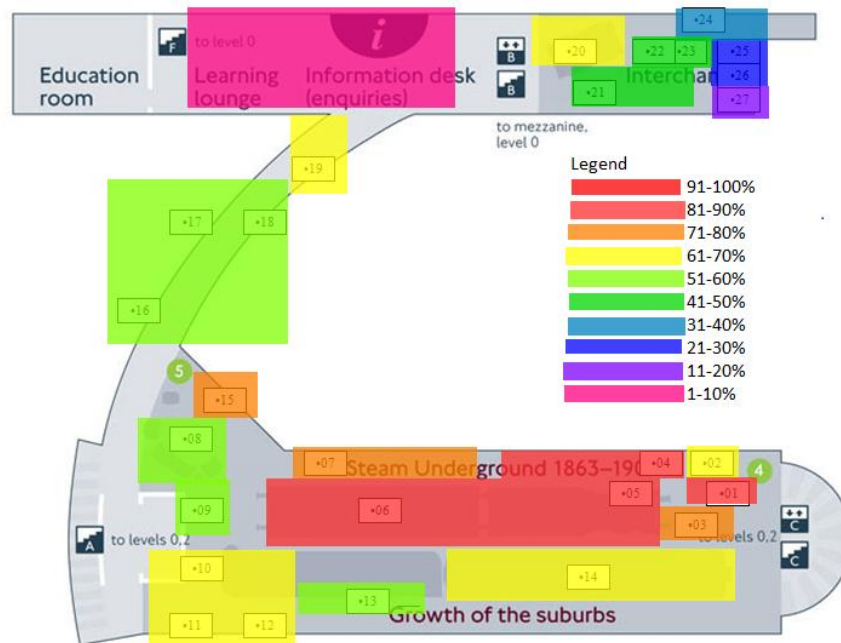 •24
F
to level 0
i
•20
•22
•23
•25
B
Education room
Learning lounge
Information desk (enquiries)
Interchan
•26
B
•21
•27
to mezzanine, level 0
•19
Legend
91-100%
81-90%
71-80%
61-70%
51-60%
41-50%
31-40%
21-30%
11-20%
1-10%
•17
•18
•16
5
•15
•08
•07
Steam Underground 1863–190
•04
•02
4
•05
•01
•09
•06
•03
C
A
to levels 0,2
to levels 0,2
C
•10
•14
•13
Growth of the suburbs
•11
•12